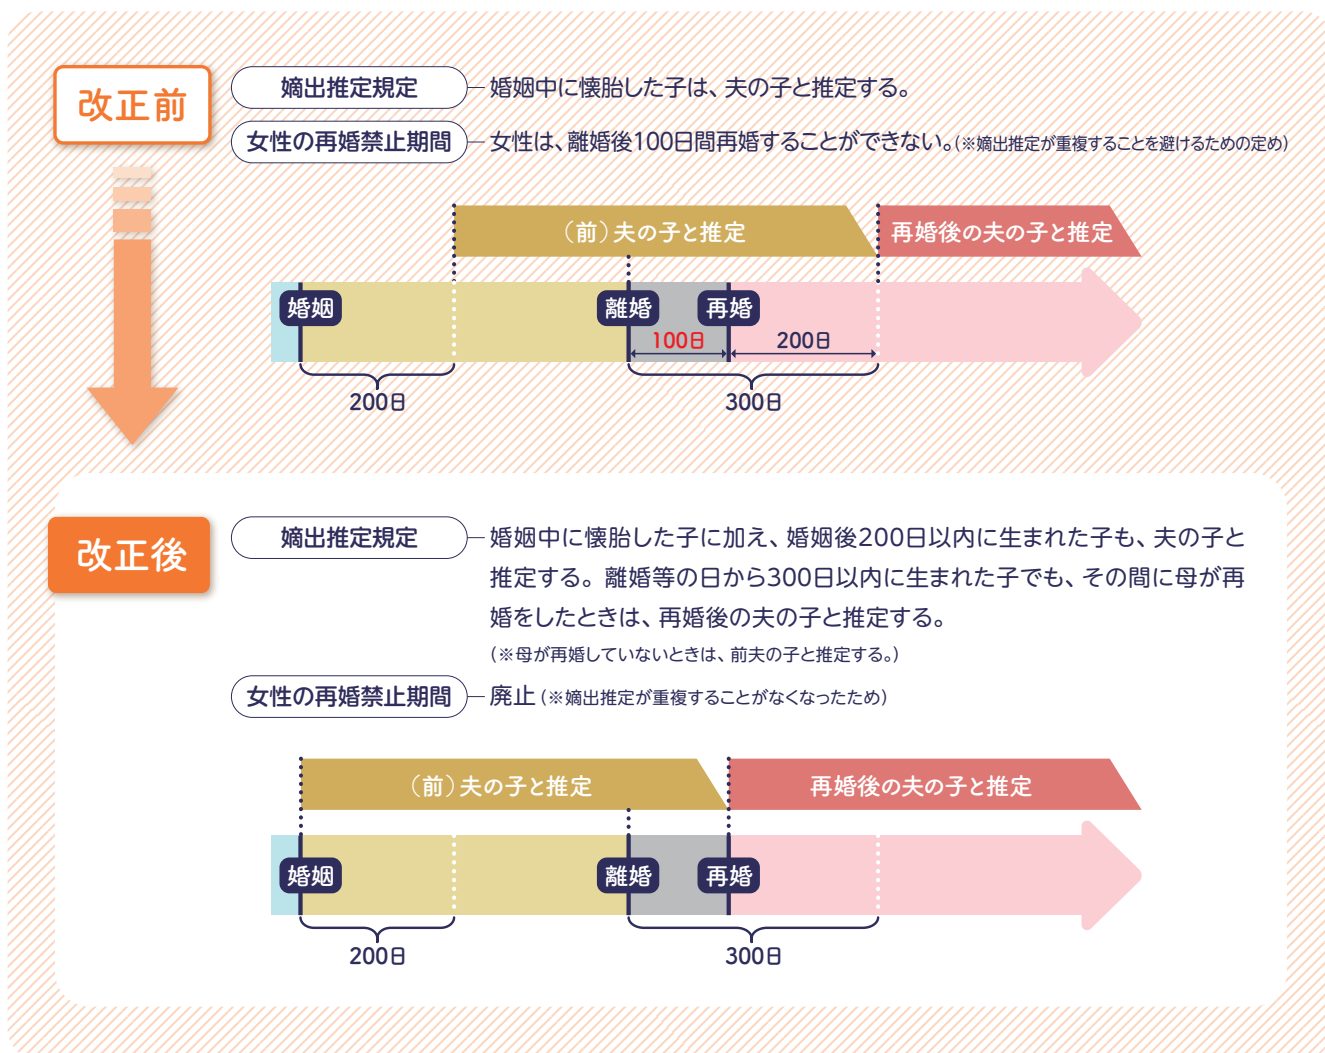 改正前
嫡出推定規定
婚姻中に懐胎した子は、夫の子と推定する。
女性の再婚禁止期間
女性は、離婚後100日間再婚することができない。(※嫡出推定が重複することを避けるための定め)
(前)夫の子と推定
再婚後の夫の子と推定
婚姻
離婚
再婚
100日
200日
200日
300日
改正後
嫡出推定規定
婚姻中に懐胎した子に加え、婚姻後200日以内に生まれた子も、夫の子と
推定する。離婚等の日から300日以内に生まれた子でも、その間に母が再
婚をしたときは、再婚後の夫の子と推定する。
(※母が再婚していないときは、前夫の子と推定する。)
女性の再婚禁止期間
廃止(※嫡出推定が重複することがなくなったため)
(前)夫の子と推定
再婚後の夫の子と推定
婚姻
離婚
再婚
200日
300日